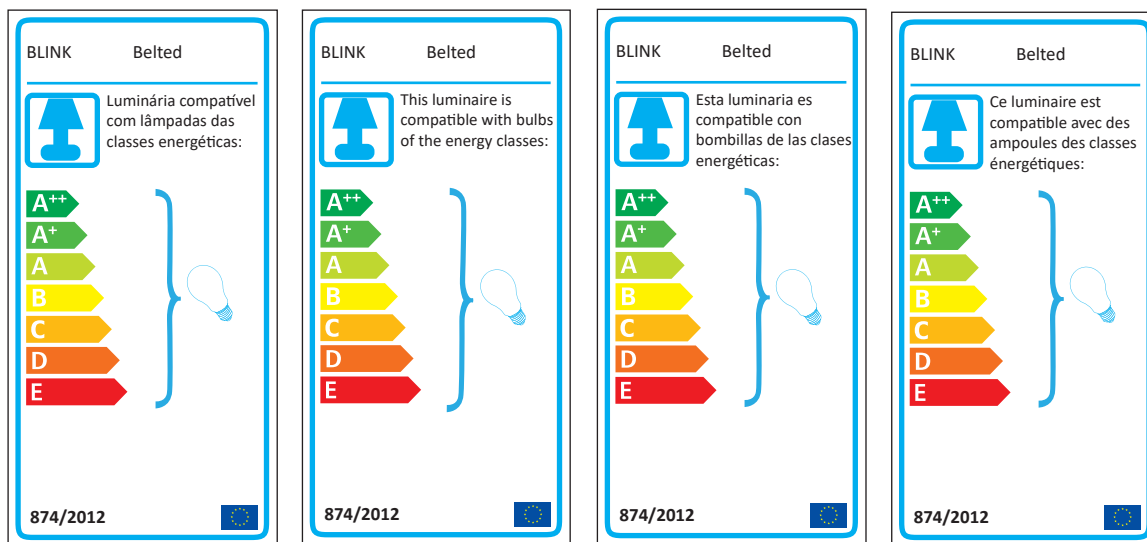 BLINK Belted
Luminária compatível
com lâmpadas das
classes energéticas:
A++
A+
A
B
C
D
E
874/2012
BLINK Belted
This luminaire is
compatible with bulbs
of the energy classes:
A++
A+
A
B
C
D
E
874/2012
BLINK Belted
Esta luminaria es
compatible con
bombillas de las clases
energéticas:
A++
A+
A
B
C
D
E
874/2012
BLINK Belted
Ce luminaire est
compatible avec des
ampoules des classes
énergétiques:
A++
A+
A
B
C
D
E
874/2012